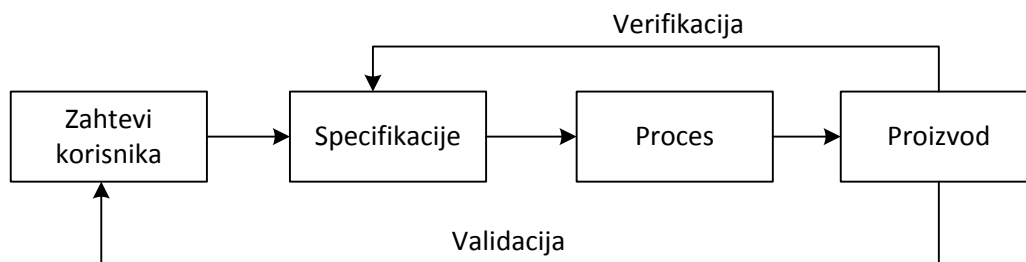 Verifikacija
Zahtevi
korisnika
Specifikacije
Proces
Proizvod
Validacija